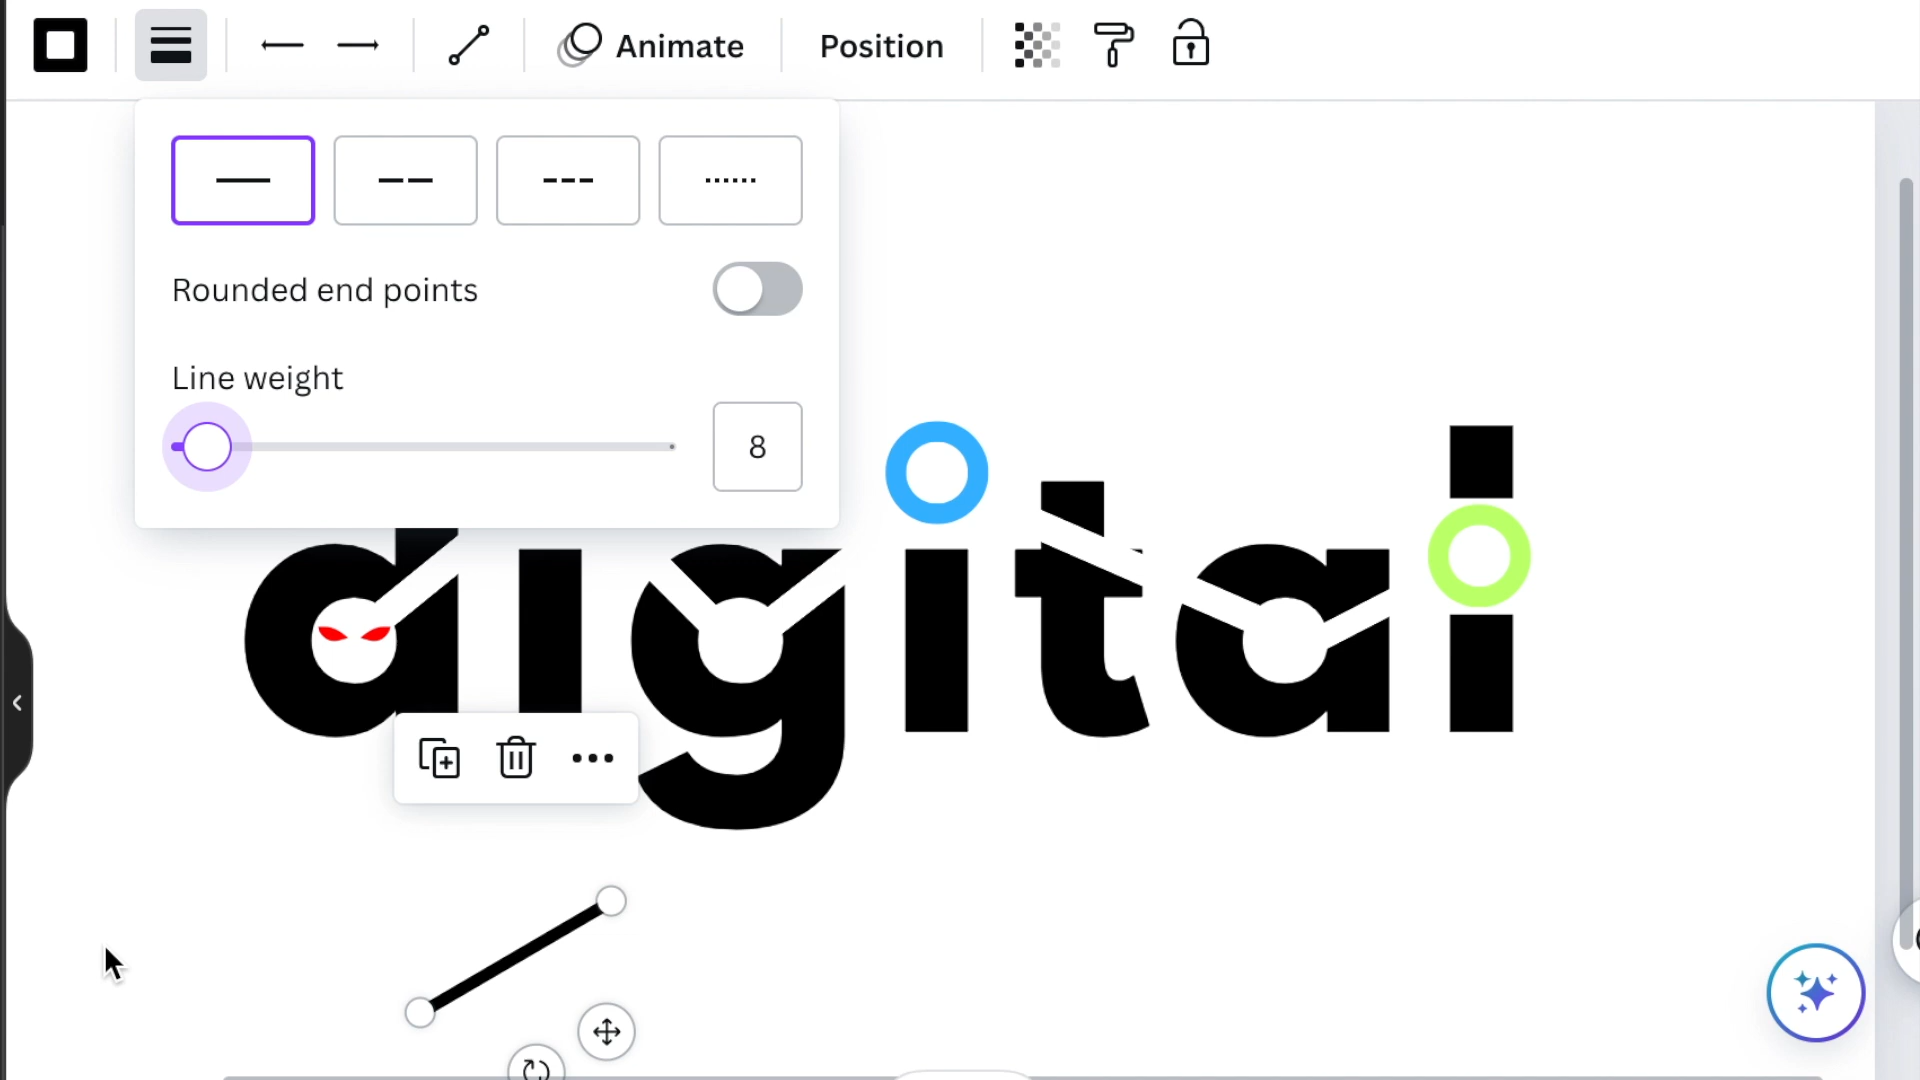 Animate
Position
Rounded end points
Line weight
8
digital